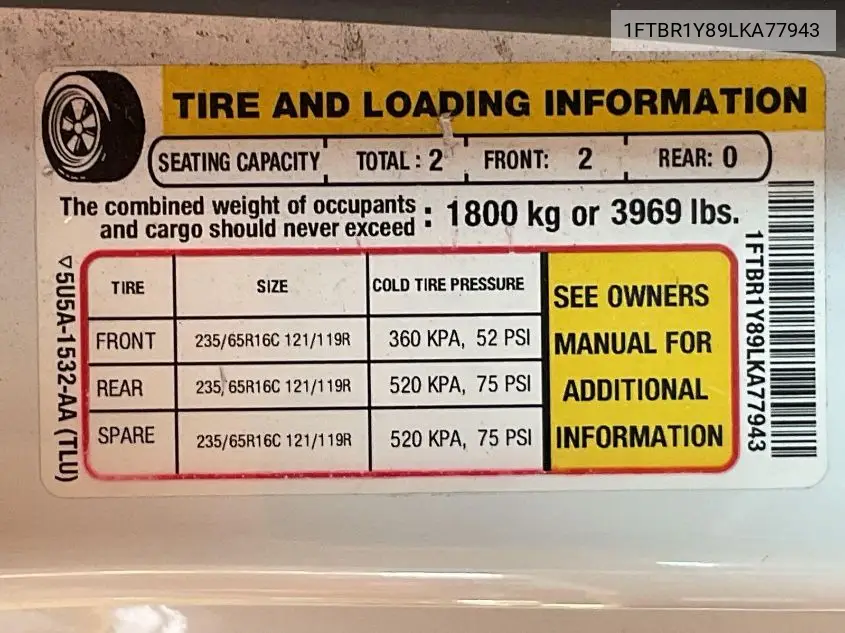 1FTBR1Y89LKA77943
TIRE AND LOADING INFORMATION
SEATING CAPACITY TOTAL : 2 FRONT: 2 REAR: 0
The combined weight of occupants
and cargo should never exceed : 1800 kg or 3969 lbs.
TIRE SIZE COLD TIRE PRESSURE
FRONT 235/65R16C 121/119R 360 KPA, 52 PSI
REAR 235/65R16C 121/119R 520 KPA, 75 PSI
SPARE 235/65R16C 121/119R 520 KPA, 75 PSI
SEE OWNERS
MANUAL FOR
ADDITIONAL
INFORMATION
▽5U5A-1532-AA (TLU)
1FTBR1Y89LKA77943